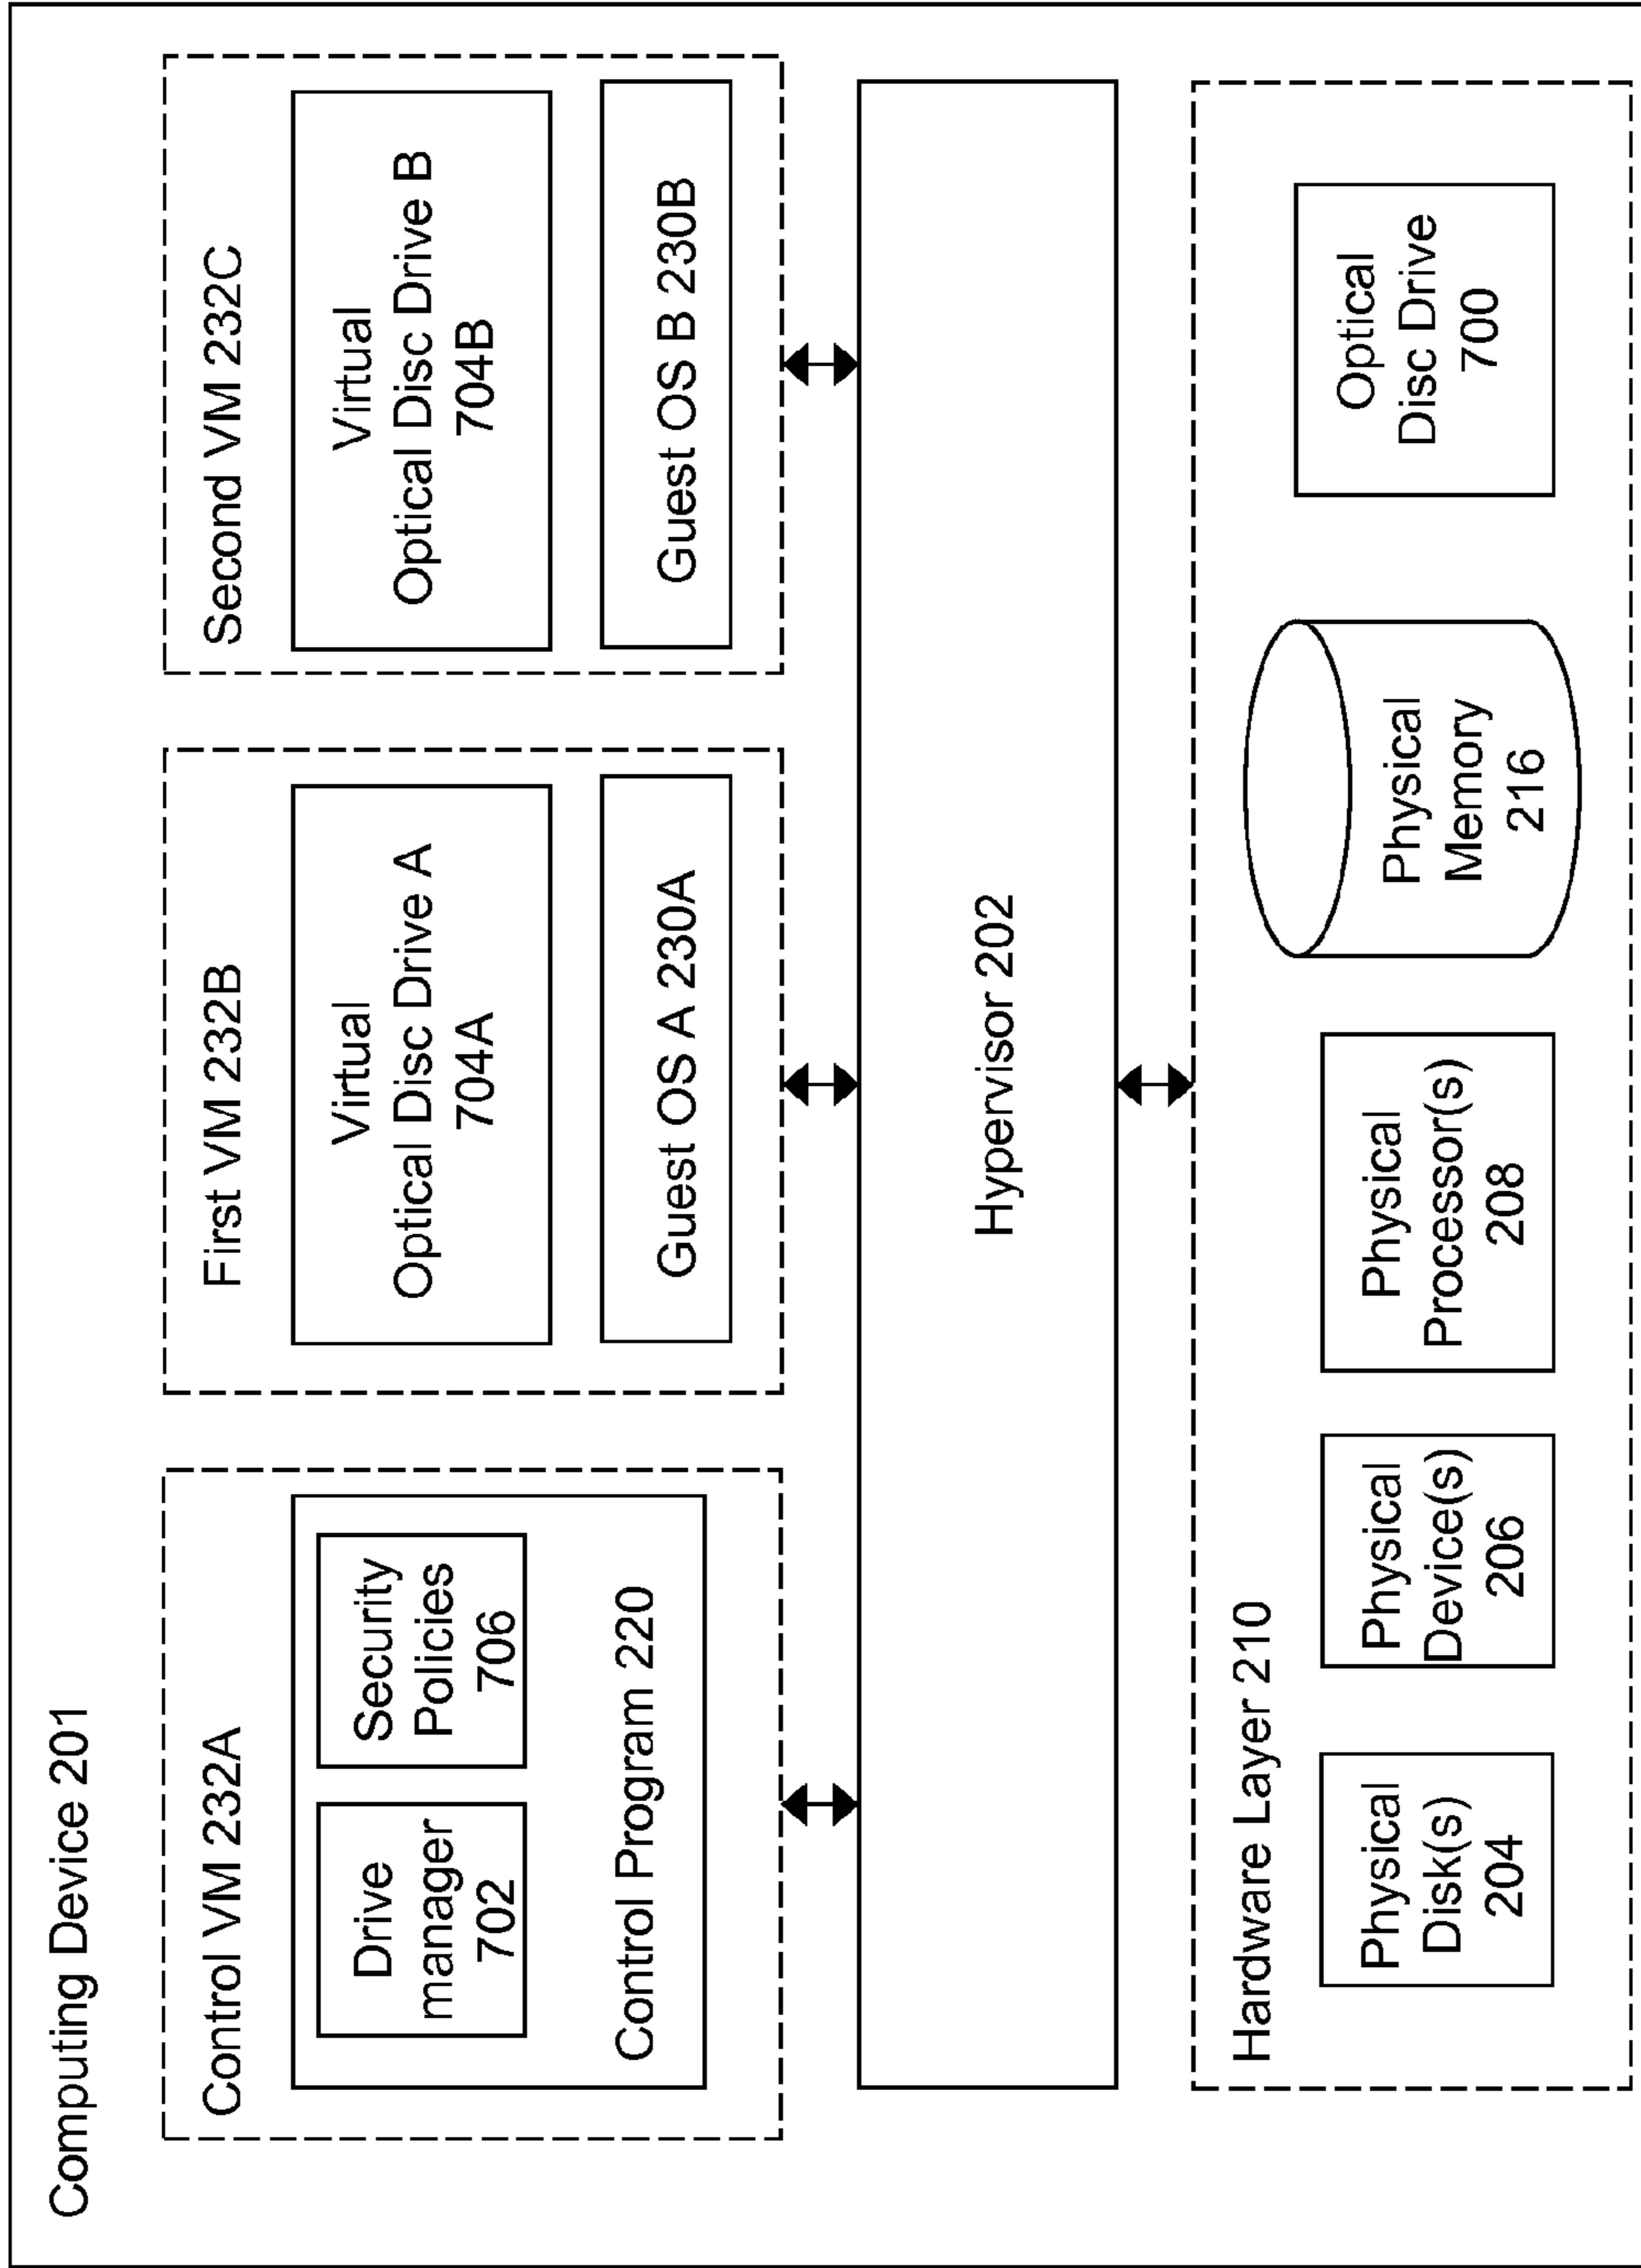 Computing Device 201
Control VM 232A
Drive
manager
702
Security
Policies
706
Control Program 220
First VM 232B
Virtual
Optical Disc Drive A
704A
Guest OS A 230A
Second VM 232C
Virtual
Optical Disc Drive B
704B
Guest OS B 230B
Hypervisor 202
Hardware Layer 210
Physical
Disk(s)
204
Physical
Device(s)
206
Physical
Processor(s)
208
Physical
Memory
216
Optical
Disc Drive
700